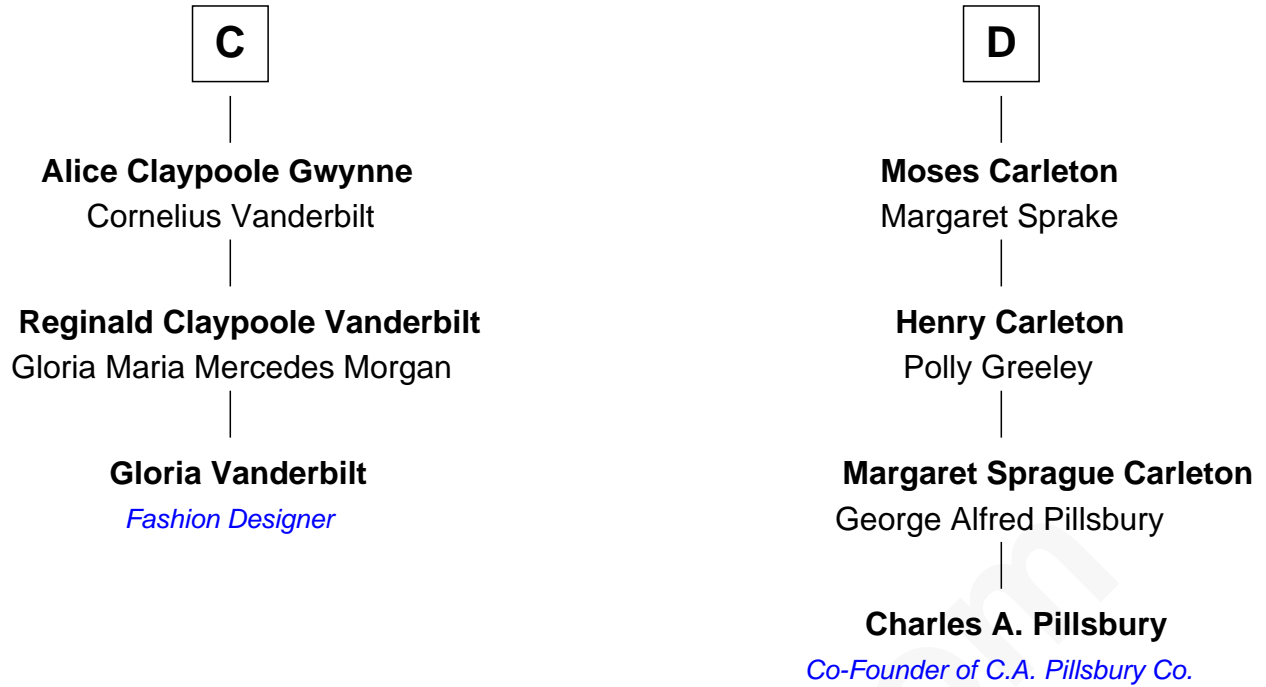 C
Alice Claypoole Gwynne
Cornelius Vanderbilt
Reginald Claypoole Vanderbilt
Gloria Maria Mercedes Morgan
Gloria Vanderbilt
Fashion Designer
D
Moses Carleton
Margaret Sprake
Henry Carleton
Polly Greeley
Margaret Sprague Carleton
George Alfred Pillsbury
Charles A. Pillsbury
Co-Founder of C.A. Pillsbury Co.